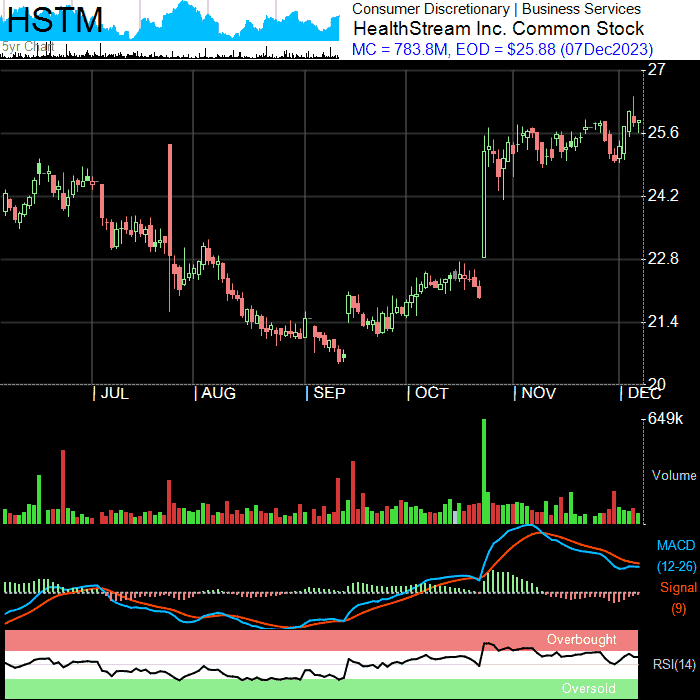 HSTM
5yr Chart
Consumer Discretionary | Business Services
HealthStream Inc. Common Stock
MC = 783.8M, EOD = $25.88 (07Dec2023)
27
25.6
24.2
22.8
21.4
20
| JUL | AUG | SEP | OCT | NOV | DEC
649k
Volume
MACD
(12-26)
Signal
(9)
Overbought
RSI(14)
Oversold